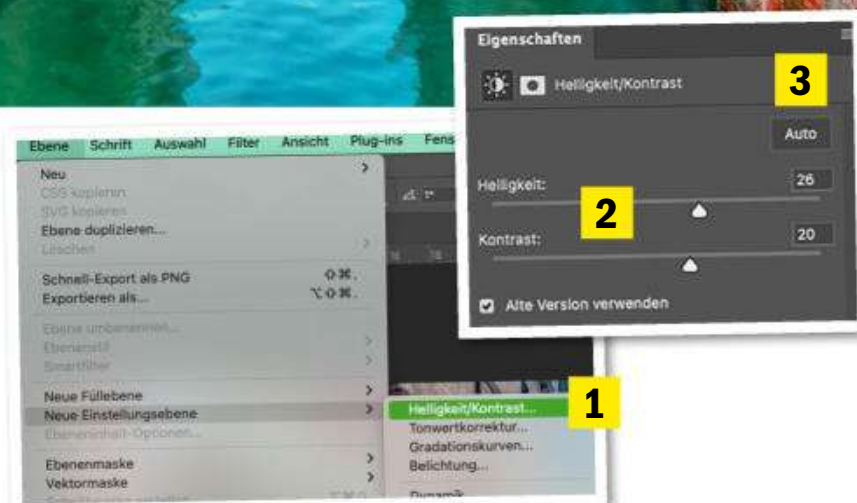 Eigenschaften
Helligkeit/Kontrast
3
Auto
Helligkeit:
26
2
Kontrast:
20
Alte Version verwenden
Ebene Schrift Auswahl Filter Ansicht Plug-ins Fens
Neu
CSS kopieren
SVG kopieren
Ebene duplizieren...
Löschen
Schnell-Export als PNG ⇧⌘.
Exportieren als... ⌥⇧⌘.
Ebene umbenennen...
Ebenenstil
Smartfilter
Neue Füllebene
Neue Einstellungsebene
Ebeneninhalt-Optionen...
Ebenenmaske
Vektormaske
Helligkeit/Kontrast...
1
Tonwertkorrektur...
Gradationskurven...
Belichtung...
Dynamik